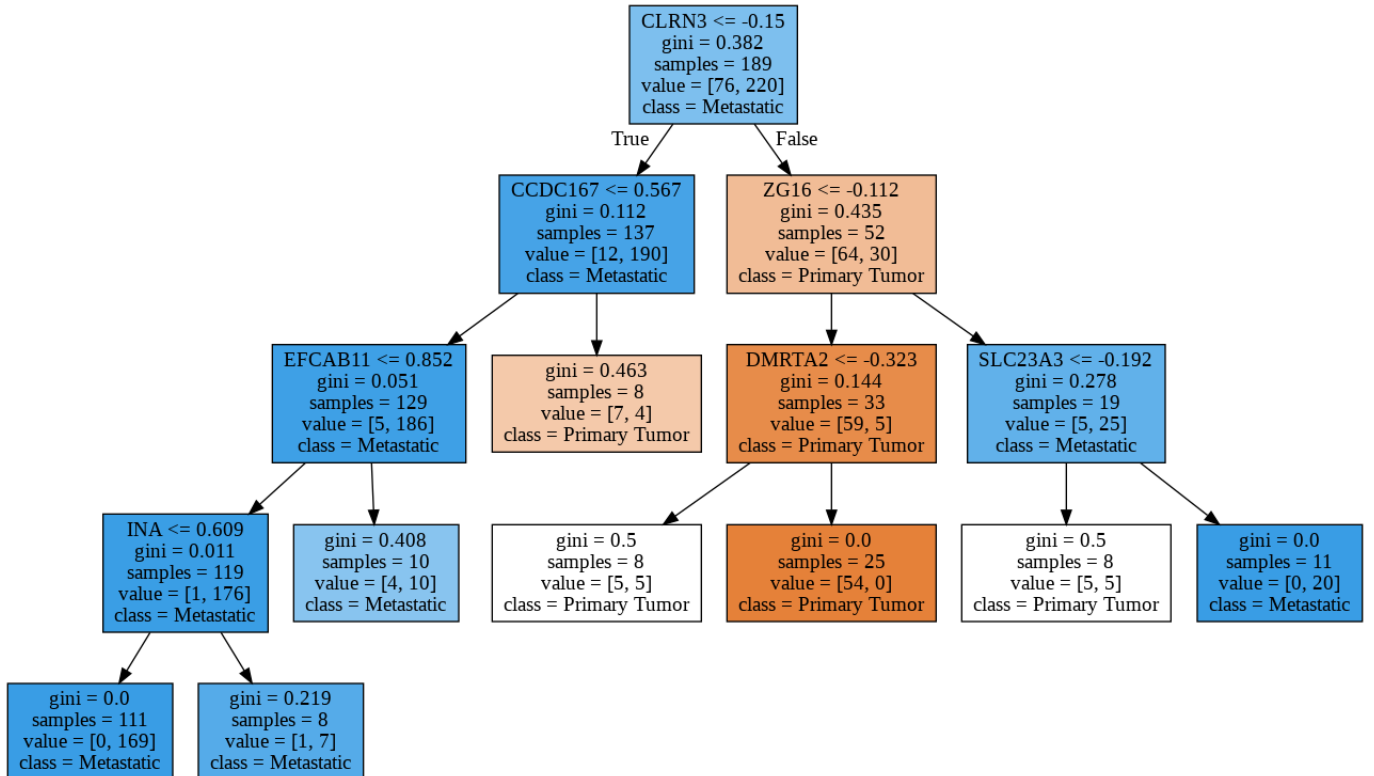 CLRN3 <= -0.15
gini = 0.382
samples = 189
value = [76, 220]
class = Metastatic
True
False
CCDC167 <= 0.567
gini = 0.112
samples = 137
value = [12, 190]
class = Metastatic
ZG16 <= -0.112
gini = 0.435
samples = 52
value = [64, 30]
class = Primary Tumor
EFCAB11 <= 0.852
gini = 0.051
samples = 129
value = [5, 186]
class = Metastatic
gini = 0.463
samples = 8
value = [7, 4]
class = Primary Tumor
DMRTA2 <= -0.323
gini = 0.144
samples = 33
value = [59, 5]
class = Primary Tumor
SLC23A3 <= -0.192
gini = 0.278
samples = 19
value = [5, 25]
class = Metastatic
INA <= 0.609
gini = 0.011
samples = 119
value = [1, 176]
class = Metastatic
gini = 0.408
samples = 10
value = [4, 10]
class = Metastatic
gini = 0.5
samples = 8
value = [5, 5]
class = Primary Tumor
gini = 0.0
samples = 25
value = [54, 0]
class = Primary Tumor
gini = 0.5
samples = 8
value = [5, 5]
class = Primary Tumor
gini = 0.0
samples = 11
value = [0, 20]
class = Metastatic
gini = 0.0
samples = 111
value = [0, 169]
class = Metastatic
gini = 0.219
samples = 8
value = [1, 7]
class = Metastatic